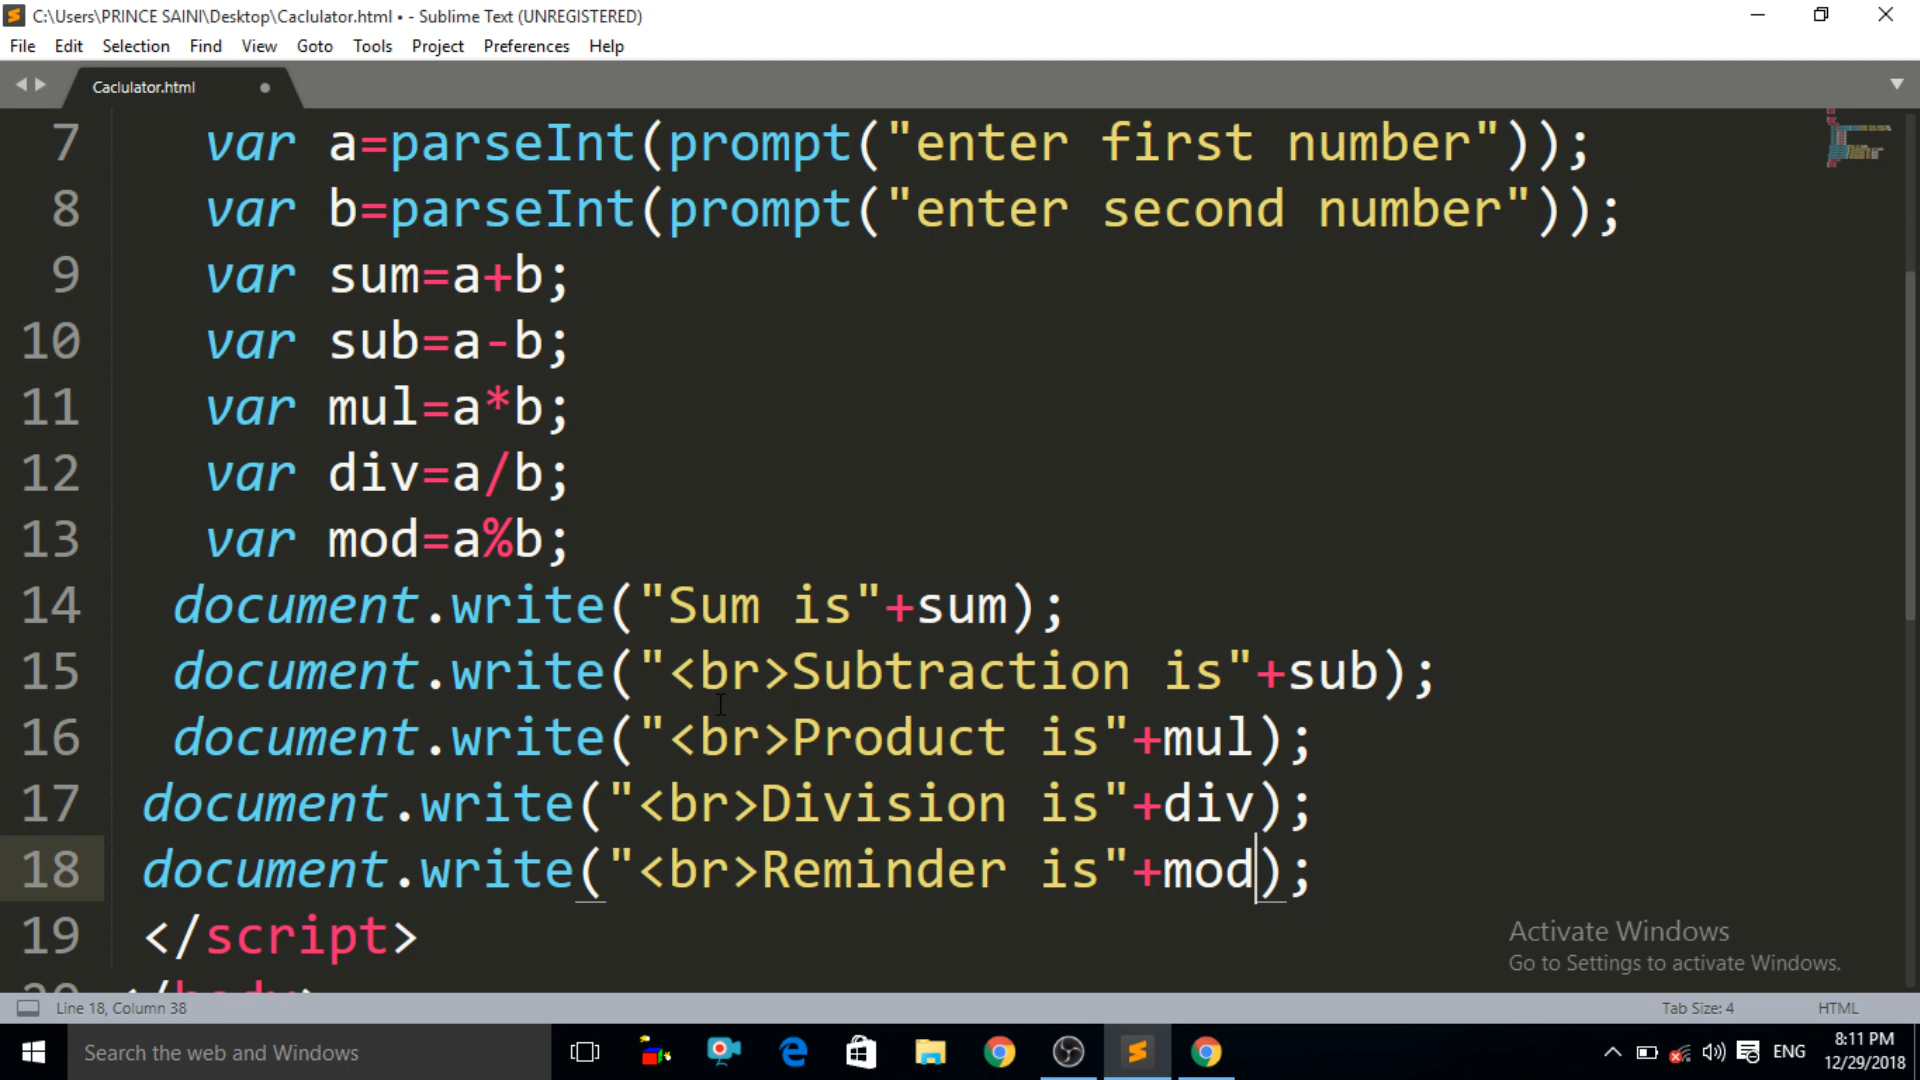 C:\Users\PRINCE SAINI\Desktop\Caclulator.html • - Sublime Text (UNREGISTERED)
File Edit Selection Find View Goto Tools Project Preferences Help
Caclulator.html
7 var a=parseInt(prompt("enter first number"));
8 var b=parseInt(prompt("enter second number"));
9 var sum=a+b;
10 var sub=a-b;
11 var mul=a*b;
12 var div=a/b;
13 var mod=a%b;
14 document.write("Sum is"+sum);
15 document.write("<br>Subtraction is"+sub);
16 document.write("<br>Product is"+mul);
17 document.write("<br>Division is"+div);
18 document.write("<br>Reminder is"+mod);
19 </script>
20 </body>
Activate Windows
Go to Settings to activate Windows.
Line 18, Column 38 Tab Size: 4 HTML
Search the web and Windows ENG 8:11 PM
12/29/2018